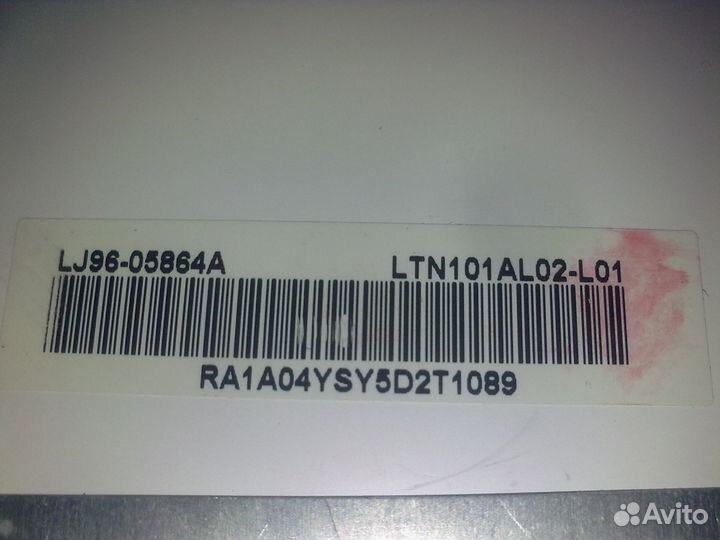 LJ96-05864A LTN101AL02-L01
RA1A04YSY5D2T1089
Avito